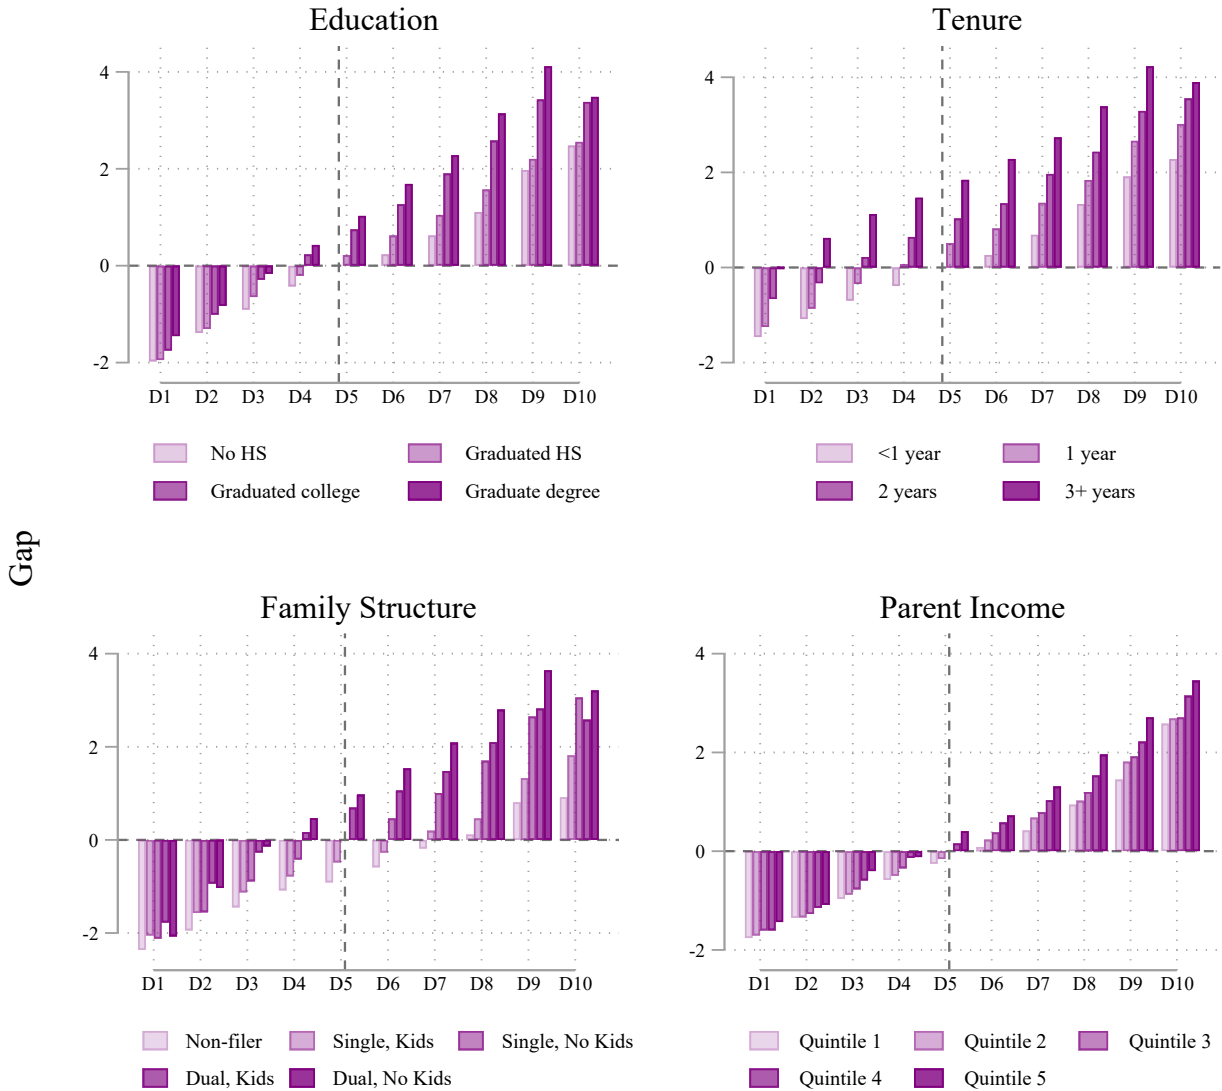 Education
4
2
0
-2
D1 D2 D3 D4 D5 D6 D7 D8 D9 D10
No HS Graduated HS
Graduated college Graduate degree
Tenure
4
2
0
-2
D1 D2 D3 D4 D5 D6 D7 D8 D9 D10
<1 year 1 year
2 years 3+ years
Gap
Family Structure
4
2
0
-2
D1 D2 D3 D4 D5 D6 D7 D8 D9 D10
Non-filer Single, Kids Single, No Kids
Dual, Kids Dual, No Kids
Parent Income
4
2
0
-2
D1 D2 D3 D4 D5 D6 D7 D8 D9 D10
Quintile 1 Quintile 2 Quintile 3
Quintile 4 Quintile 5